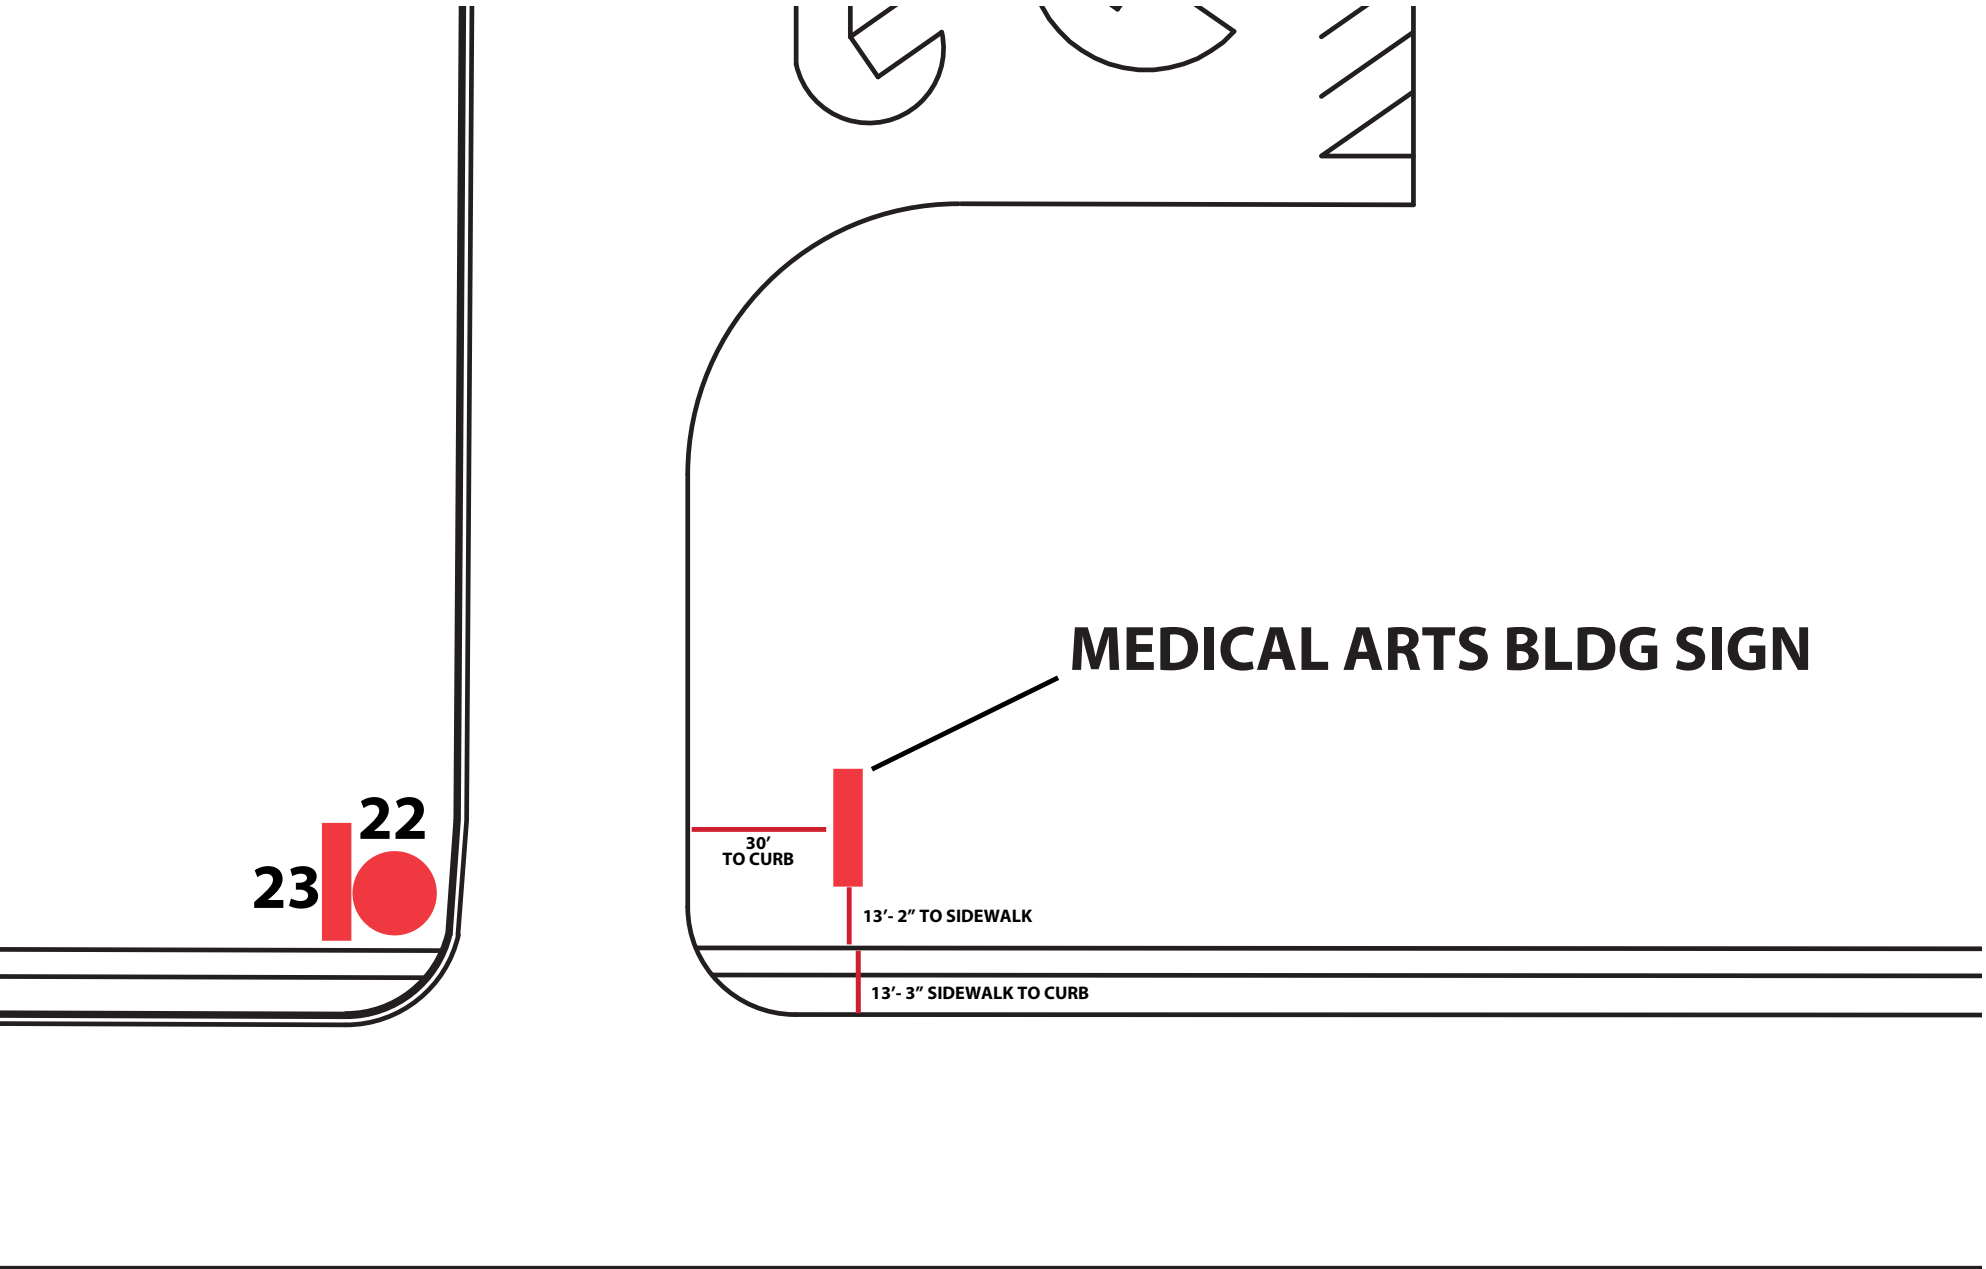 MEDICAL ARTS BLDG SIGN
22
23
30’
TO CURB
13’- 2” TO SIDEWALK
13’- 3” SIDEWALK TO CURB